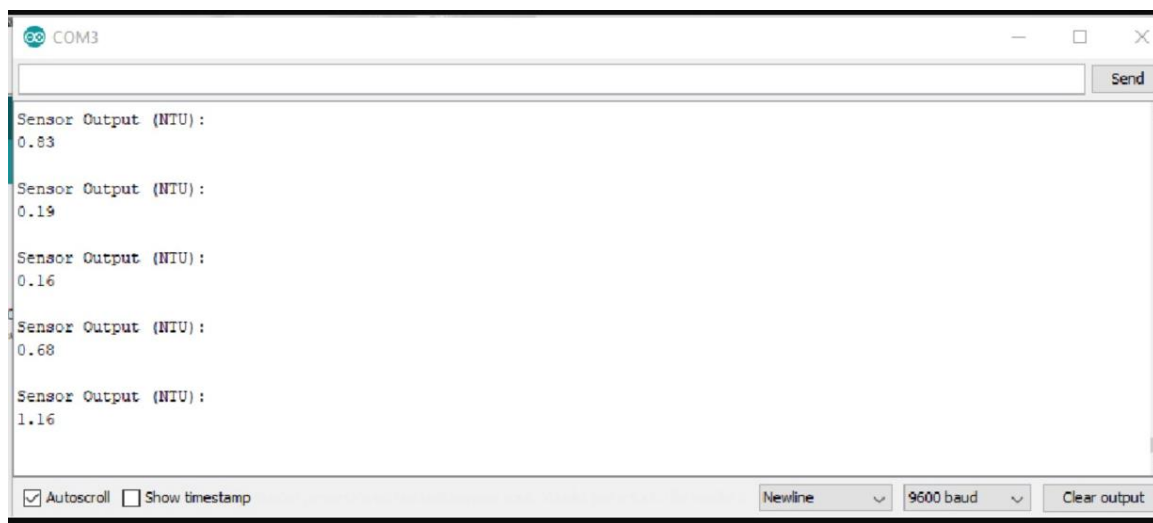 COM3
Send
Sensor Output (NTU):
0.83
Sensor Output (NTU):
0.19
Sensor Output (NTU):
0.16
Sensor Output (NTU):
0.68
Sensor Output (NTU):
1.16
Autoscroll Show timestamp Newline 9600 baud Clear output